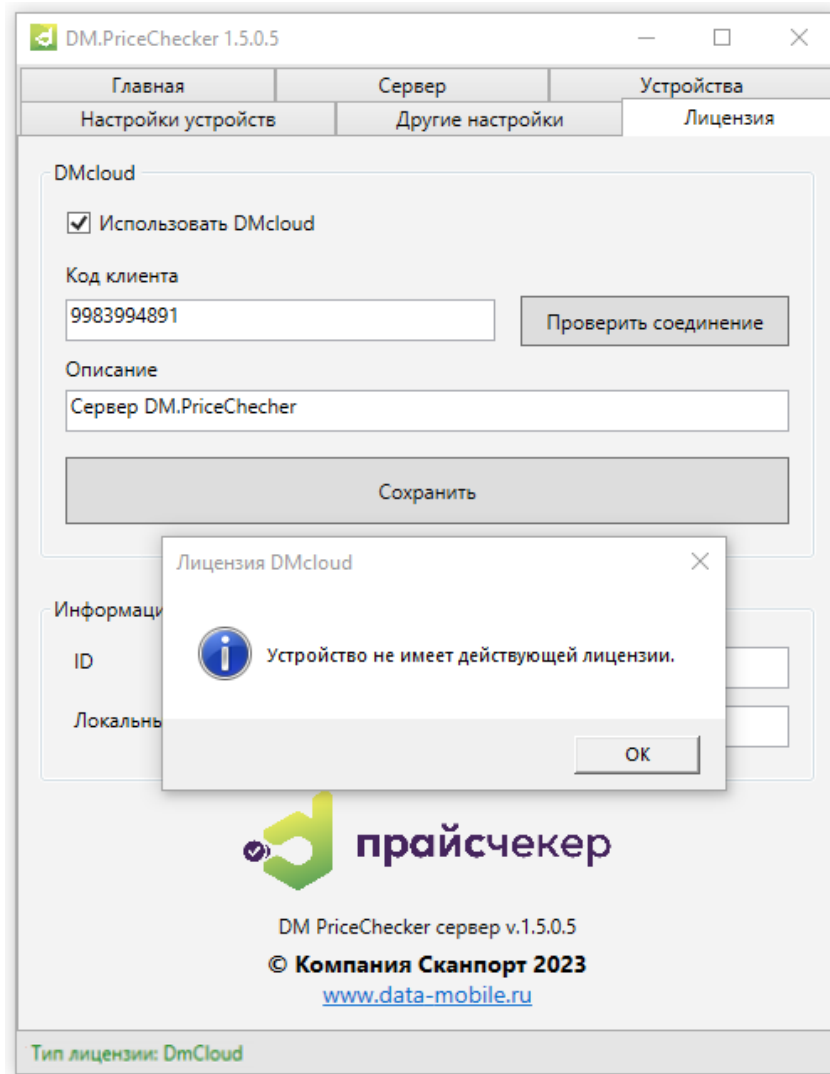 DM.PriceChecker 1.5.0.5
Главная Сервер Устройства
Настройки устройств Другие настройки Лицензия
DMcloud
Использовать DMcloud
Код клиента
9983994891 Проверить соединение
Описание
Сервер DM.PriceChecher
Сохранить
Лицензия DMcloud
Информаци
Устройство не имеет действующей лицензии.
ID
Локальны
OK
прайсчекер
DM PriceChecker сервер v.1.5.0.5
© Компания Сканпорт 2023
www.data-mobile.ru
Тип лицензии: DmCloud